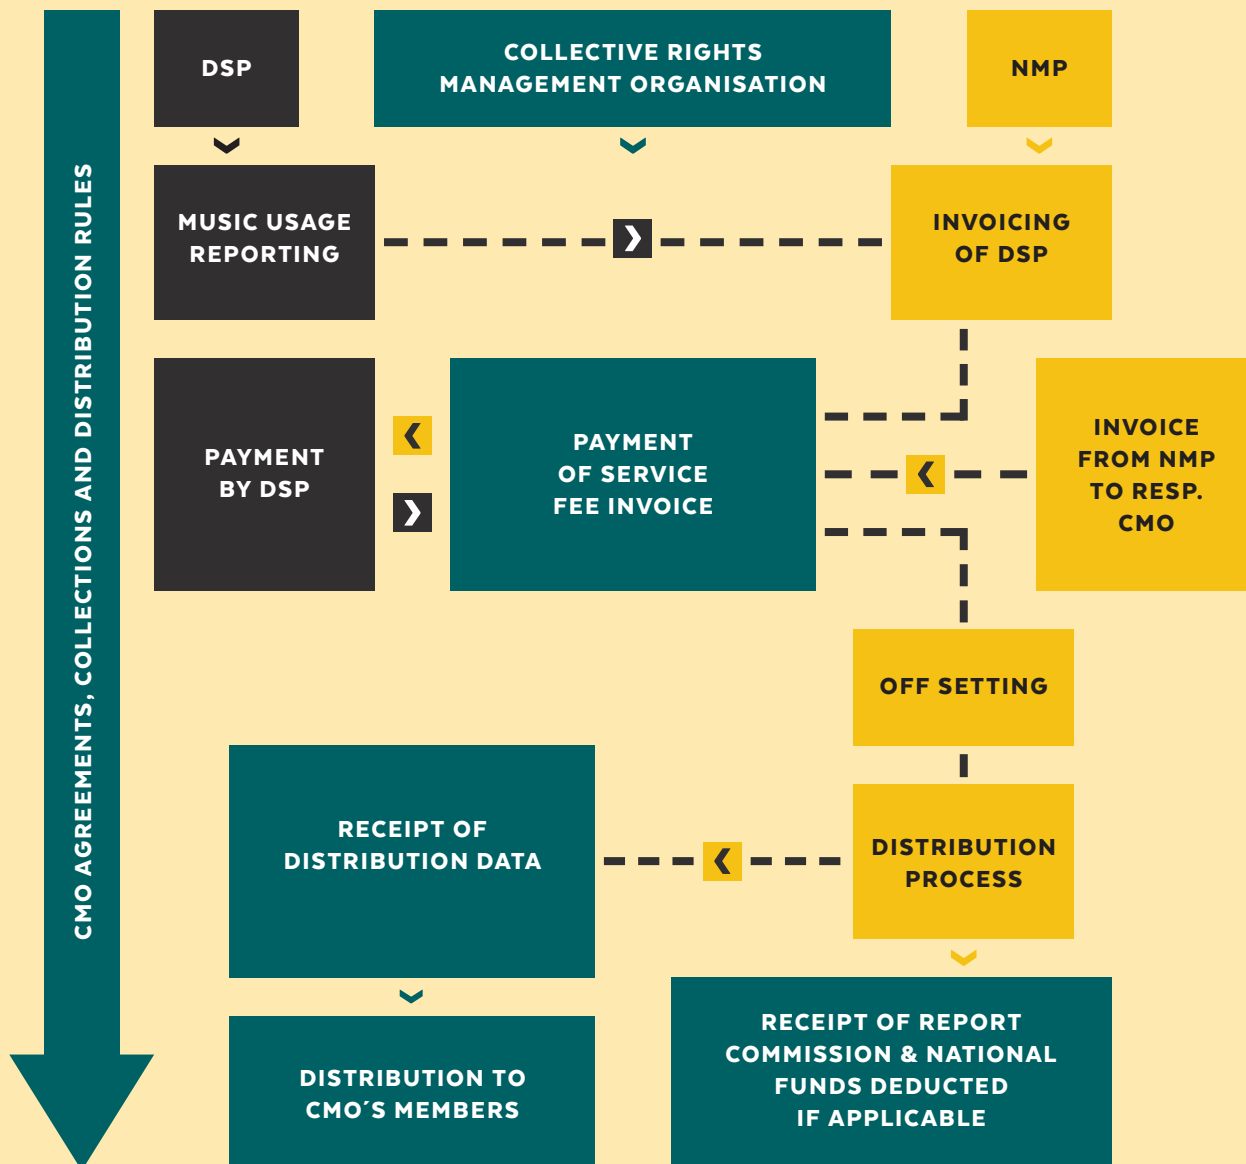 DSP
COLLECTIVE RIGHTS
MANAGEMENT ORGANISATION
NMP
CMO AGREEMENTS, COLLECTIONS AND DISTRIBUTION RULES
MUSIC USAGE
REPORTING
INVOICING
OF DSP
PAYMENT
BY DSP
PAYMENT
OF SERVICE
FEE INVOICE
INVOICE
FROM NMP
TO RESP.
CMO
OFF SETTING
RECEIPT OF
DISTRIBUTION DATA
DISTRIBUTION
PROCESS
DISTRIBUTION TO
CMO´S MEMBERS
RECEIPT OF REPORT
COMMISSION & NATIONAL
FUNDS DEDUCTED
IF APPLICABLE